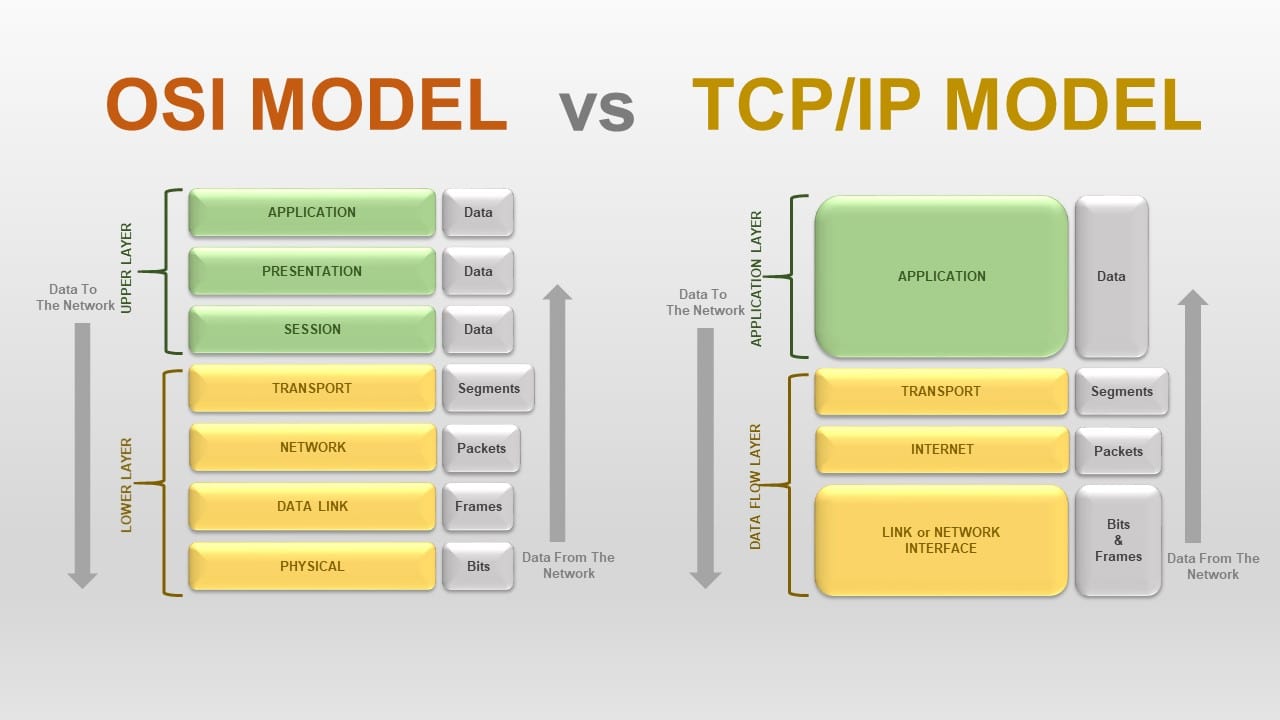 OSI MODEL vs TCP/IP MODEL
UPPER LAYER
APPLICATION
Data
PRESENTATION
Data
SESSION
Data
LOWER LAYER
TRANSPORT
Segments
NETWORK
Packets
DATA LINK
Frames
PHYSICAL
Bits
Data To
The Network
Data From The
Network
APPLICATION LAYER
APPLICATION
Data
DATA FLOW LAYER
TRANSPORT
Segments
INTERNET
Packets
LINK or NETWORK
INTERFACE
Bits
&
Frames
Data To
The Network
Data From The
Network